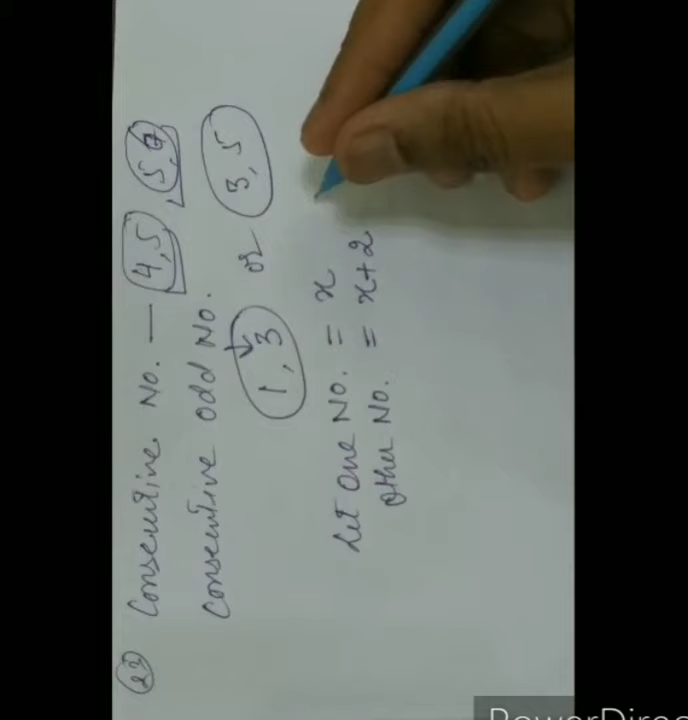 (23) Consecutive No. — 4,5 , 5,6
Consecutive odd No.
1, 3 or 3, 5
Let one No. = x
Other No. = x+2
PowerDirec